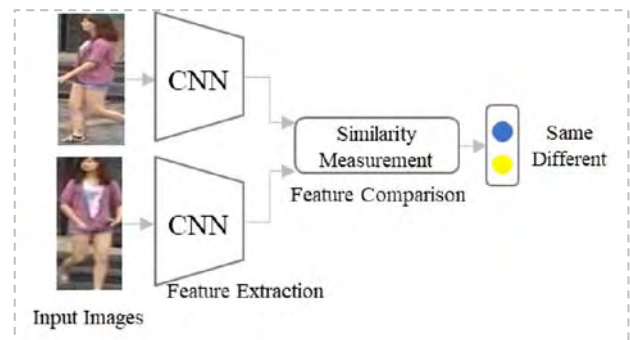 CNN
Similarity
Measurement
Same
Different
Feature Comparison
CNN
Feature Extraction
Input Images